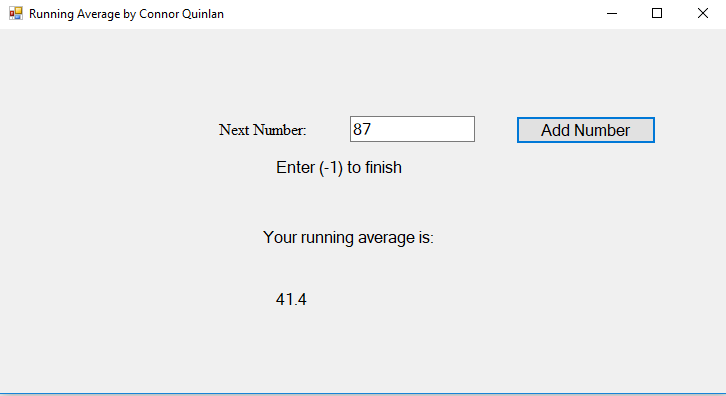 Running Average by Connor Quinlan
Next Number: 87 Add Number
Enter (-1) to finish
Your running average is:
41.4